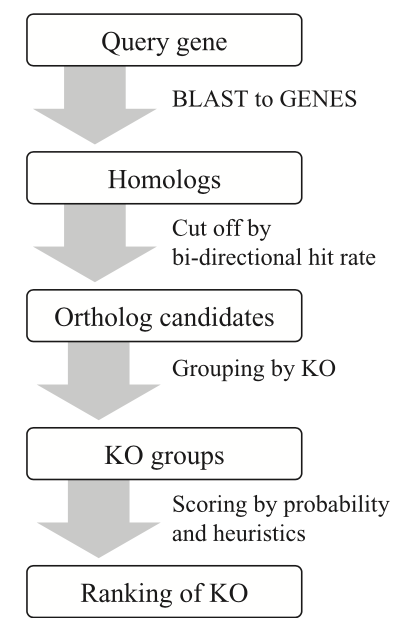 Query gene
BLAST to GENES
Homologs
Cut off by
bi-directional hit rate
Ortholog candidates
Grouping by KO
KO groups
Scoring by probability
and heuristics
Ranking of KO